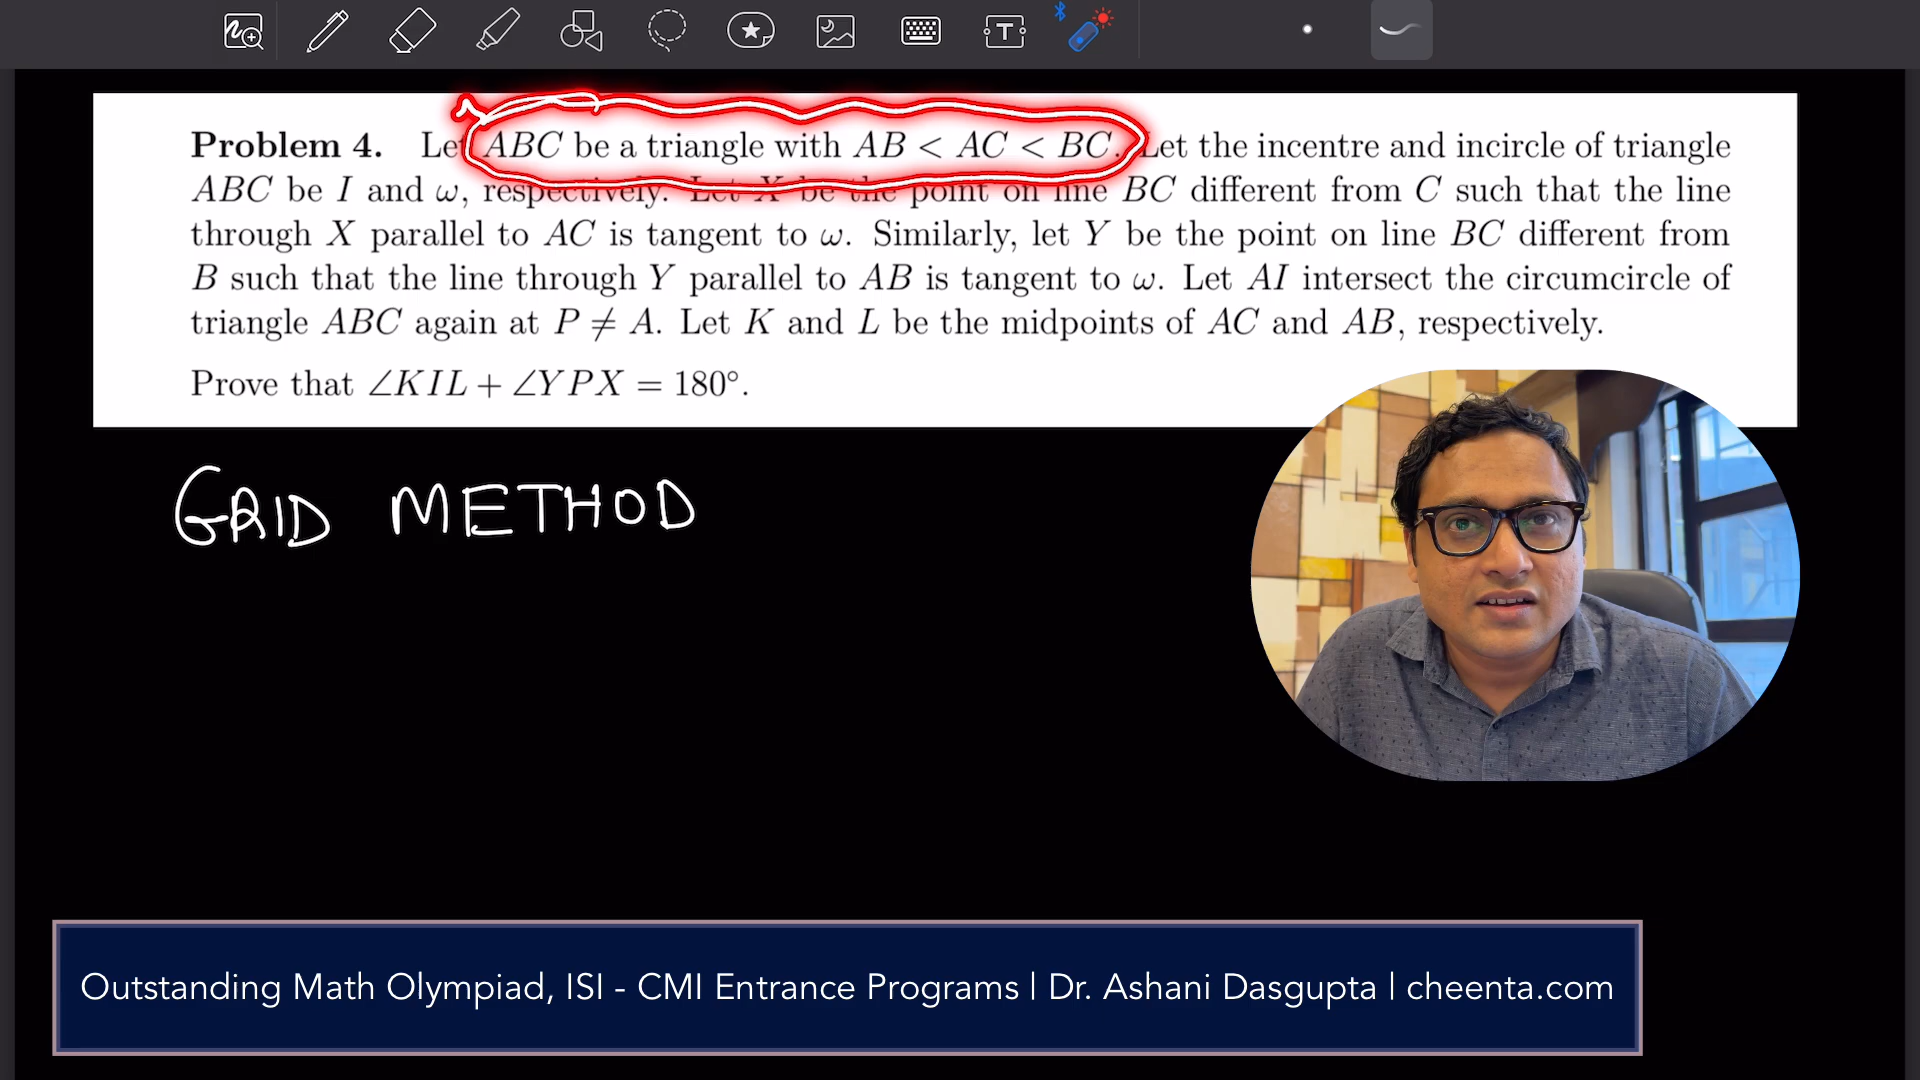 Problem 4. Let ABC be a triangle with AB < AC < BC. Let the incentre and incircle of triangle
ABC be I and ω, respectively. Let X be the point on line BC different from C such that the line
through X parallel to AC is tangent to ω. Similarly, let Y be the point on line BC different from
B such that the line through Y parallel to AB is tangent to ω. Let AI intersect the circumcircle of
triangle ABC again at P ≠ A. Let K and L be the midpoints of AC and AB, respectively.
Prove that ∠KIL + ∠YPX = 180°.
GRID METHOD
Outstanding Math Olympiad, ISI - CMI Entrance Programs | Dr. Ashani Dasgupta | cheenta.com